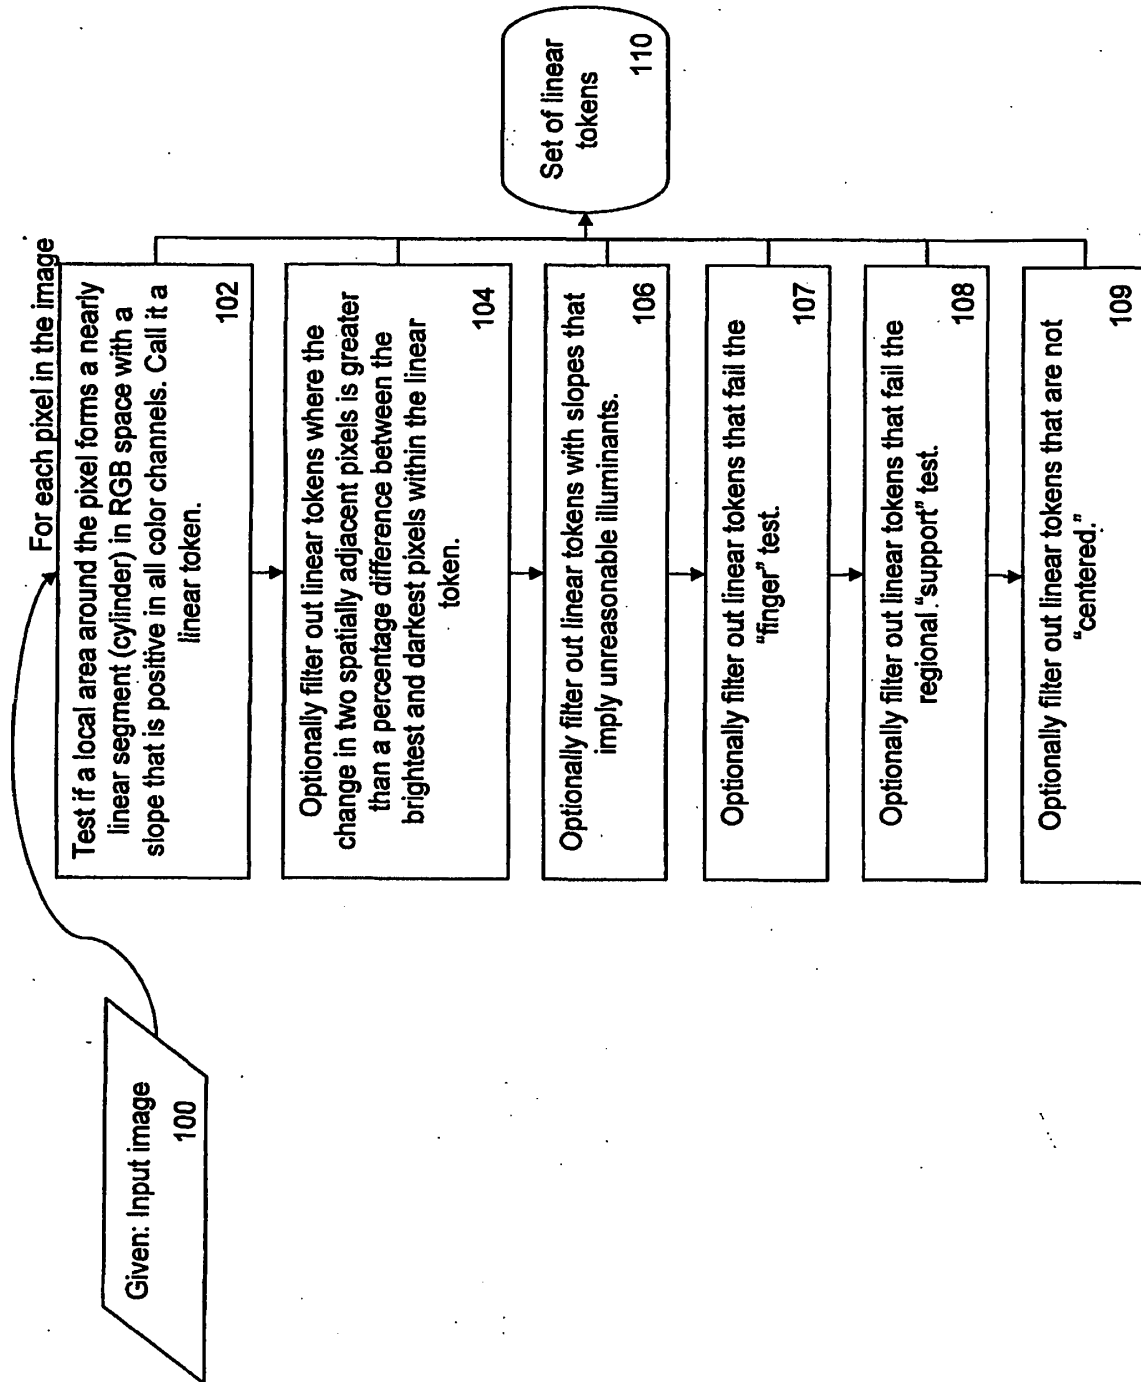 Given: Input image
100
For each pixel in the image
Test if a local area around the pixel forms a nearly
linear segment (cylinder) in RGB space with a
slope that is positive in all color channels. Call it a
linear token.
102
Optionally filter out linear tokens where the
change in two spatially adjacent pixels is greater
than a percentage difference between the
brightest and darkest pixels within the linear
token.
104
Optionally filter out linear tokens with slopes that
imply unreasonable illuminants.
106
Optionally filter out linear tokens that fail the
“finger” test.
107
Optionally filter out linear tokens that fail the
regional “support” test.
108
Optionally filter out linear tokens that are not
“centered.”
109
Set of linear
tokens
110